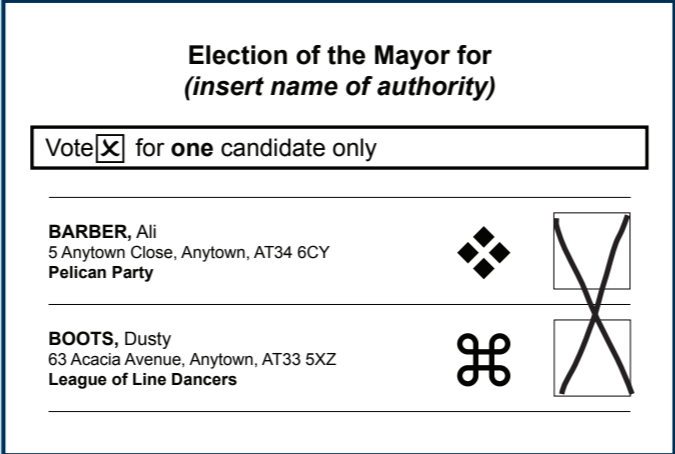 Election of the Mayor for
(insert name of authority)
Vote X for one candidate only
BARBER, Ali
5 Anytown Close, Anytown, AT34 6CY
Pelican Party
BOOTS, Dusty
63 Acacia Avenue, Anytown, AT33 5XZ
League of Line Dancers